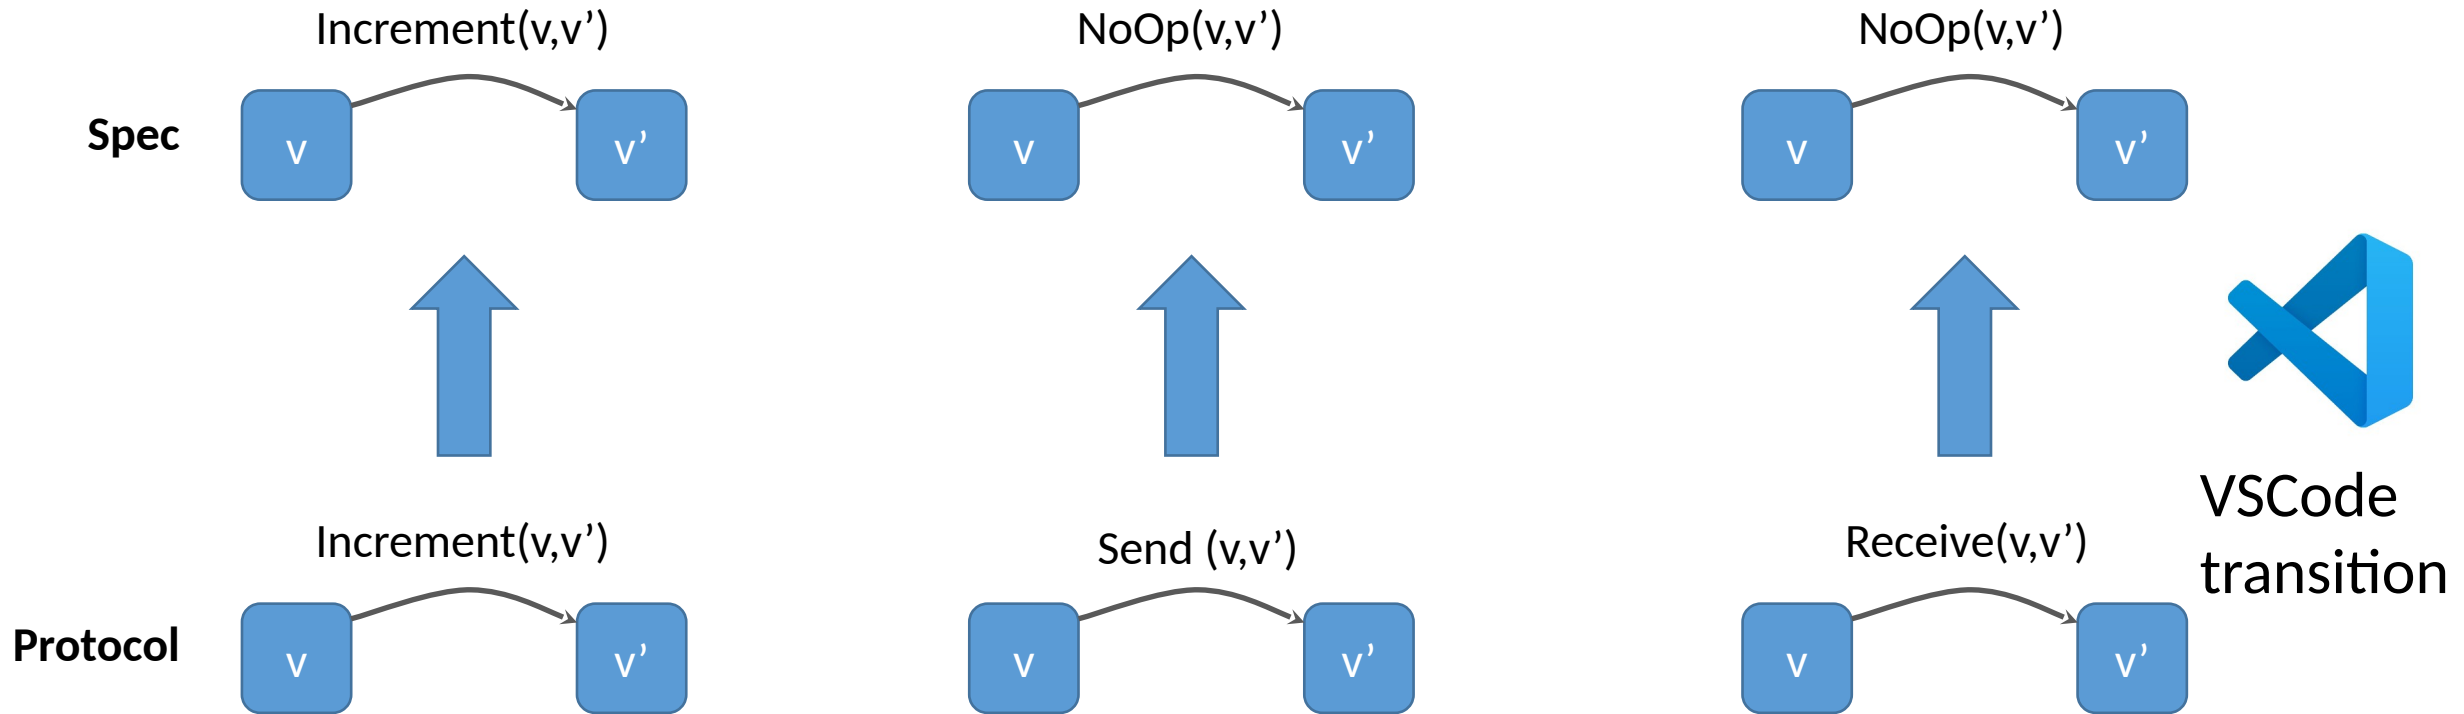 Increment(v,v’)
NoOp(v,v’)
NoOp(v,v’)
Spec
v
v’
v
v’
v
v’
Increment(v,v’)
Send (v,v’)
Receive(v,v’)
VSCode
transition
Protocol
v
v’
v
v’
v
v’